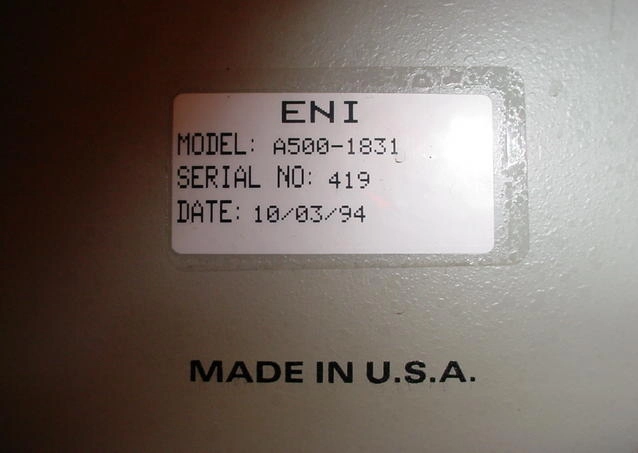 ENI
MODEL: A500-1831
SERIAL NO: 419
DATE: 10/03/94
MADE IN U.S.A.